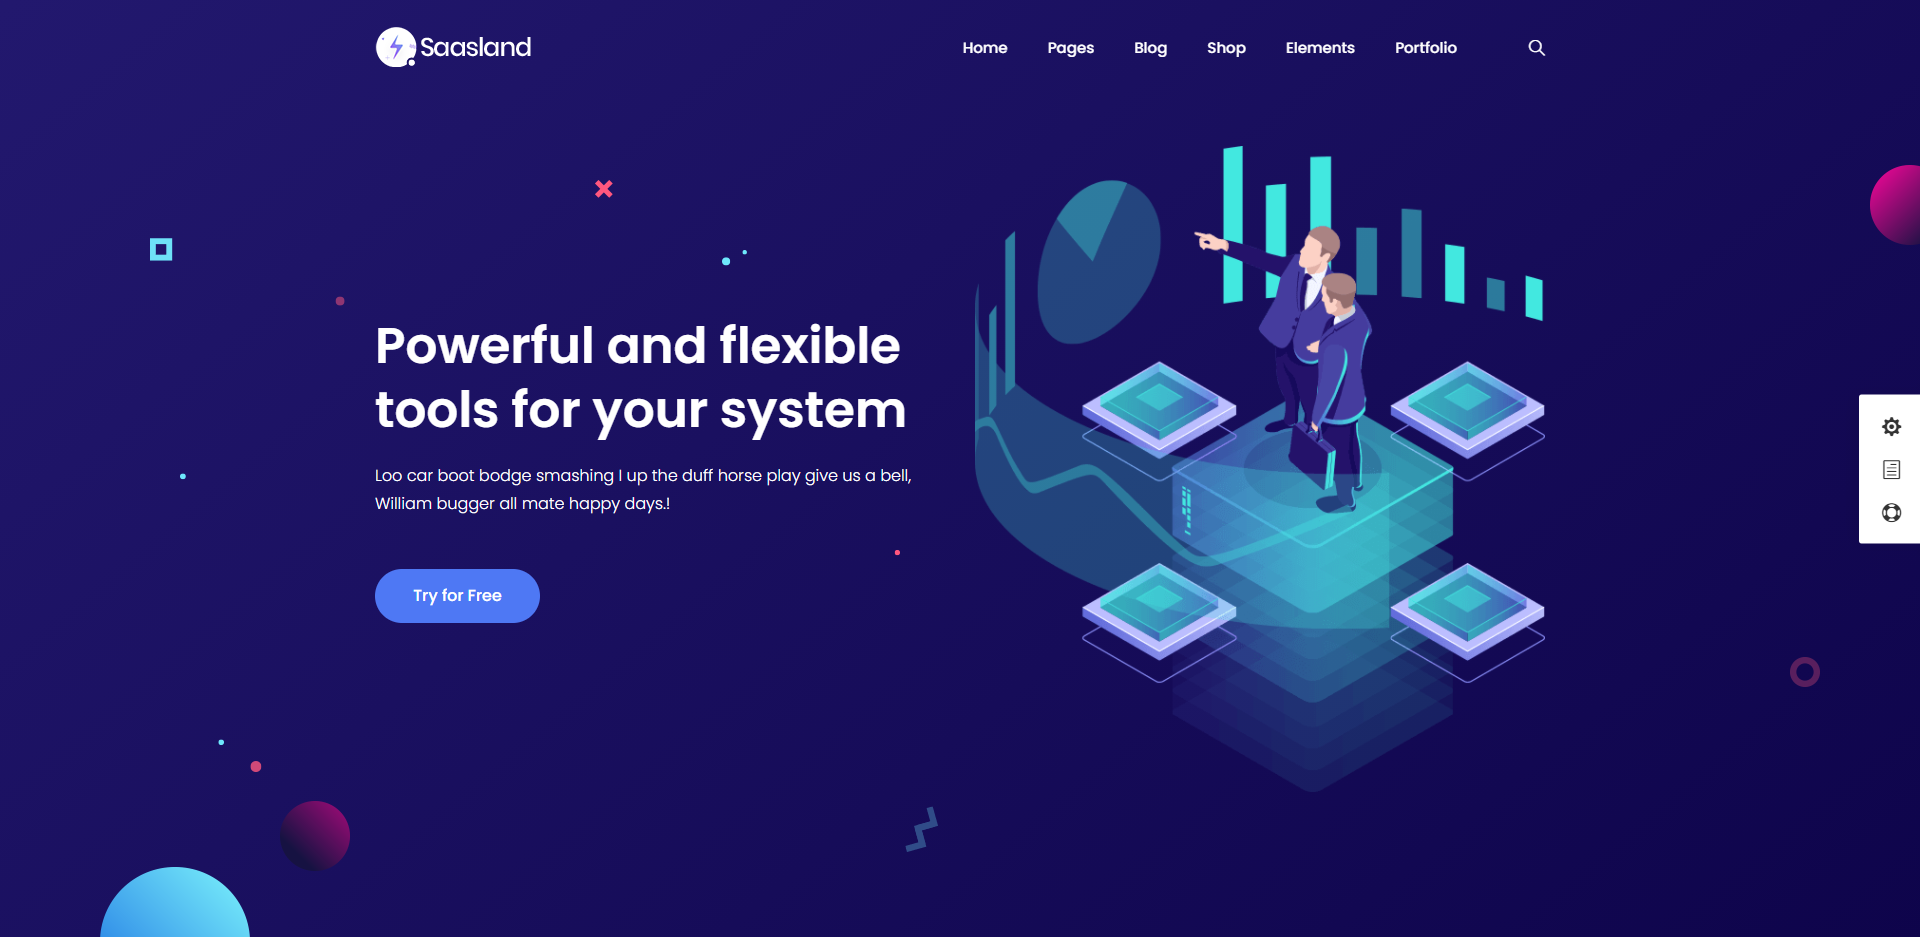 Saasland
Home Pages Blog Shop Elements Portfolio
Powerful and flexible
tools for your system
Loo car boot bodge smashing I up the duff horse play give us a bell,
William bugger all mate happy days.!
Try for Free